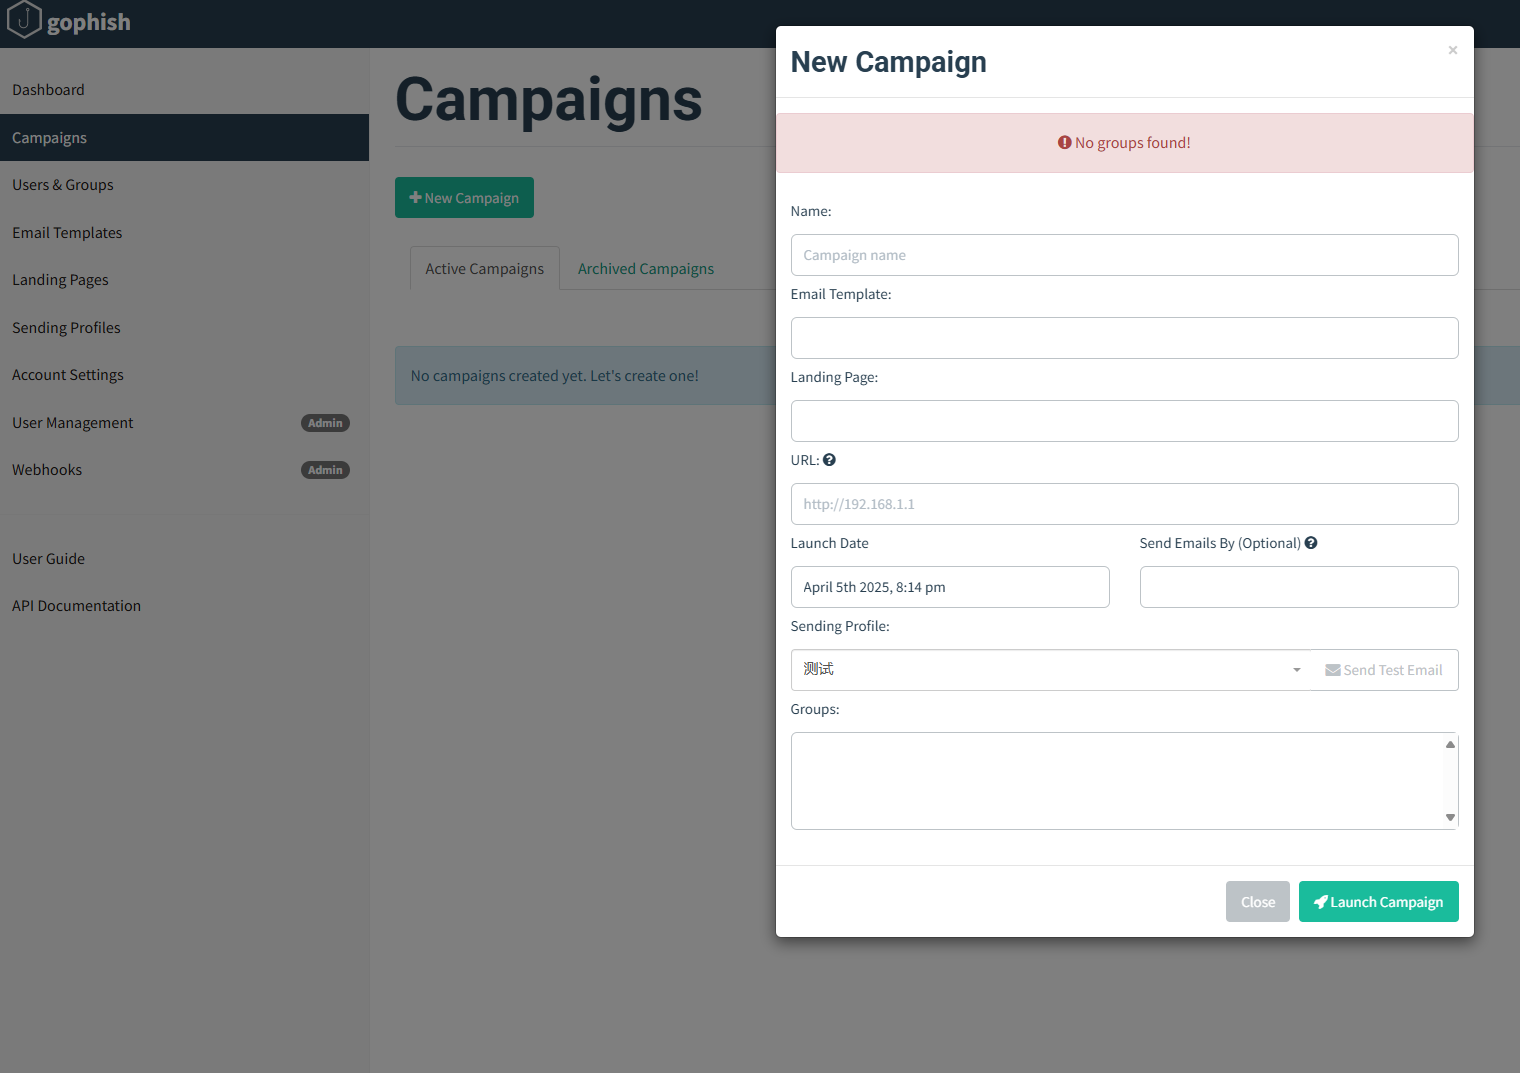 gophish
Dashboard
Campaigns
Users & Groups
Email Templates
Landing Pages
Sending Profiles
Account Settings
User Management Admin
Webhooks Admin
User Guide
API Documentation
Campaigns
New Campaign
Active Campaigns Archived Campaigns
No campaigns created yet. Let's create one!
New Campaign ×
No groups found!
Name:
Campaign name
Email Template:
Landing Page:
URL:
http://192.168.1.1
Launch Date Send Emails By (Optional)
April 5th 2025, 8:14 pm
Sending Profile:
测试 Send Test Email
Groups:
Close Launch Campaign